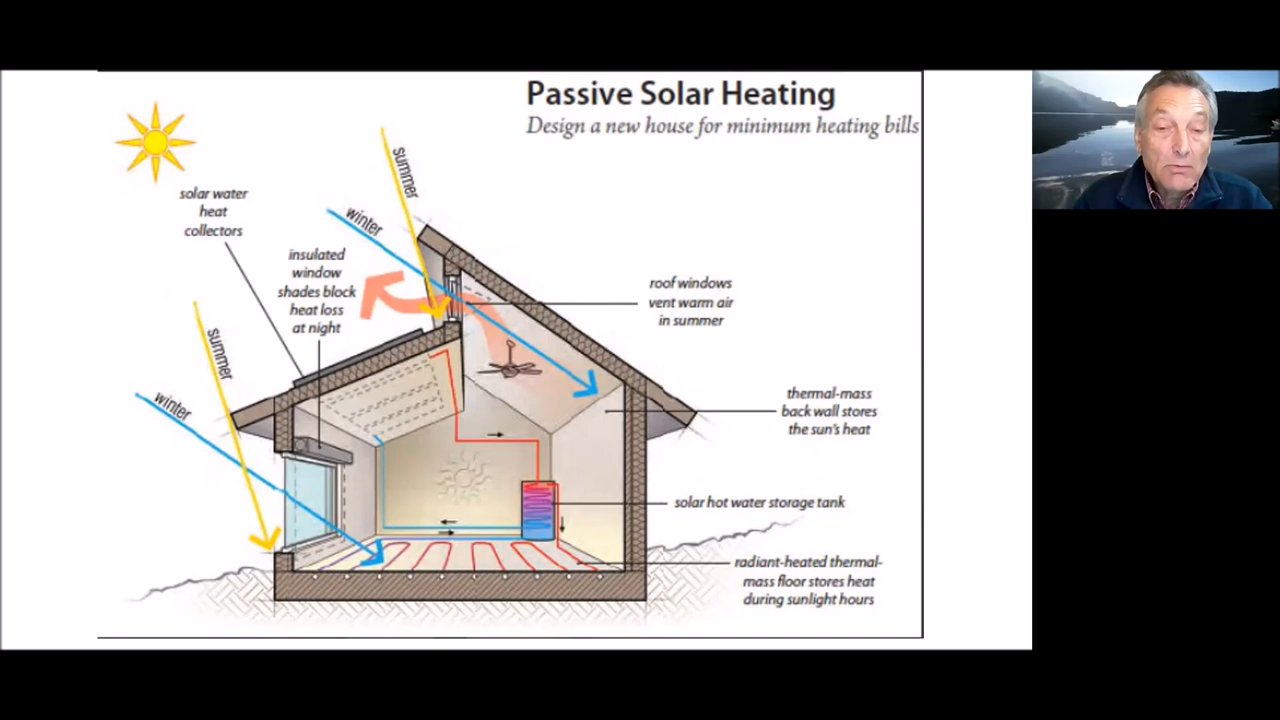 Passive Solar Heating
Design a new house for minimum heating bills
summer
solar water
heat
collectors
winter
insulated
window
shades block
heat loss
at night
roof windows
vent warm air
in summer
summer
winter
thermal-mass
back wall stores
the sun's heat
solar hot water storage tank
radiant-heated thermal-
mass floor stores heat
during sunlight hours